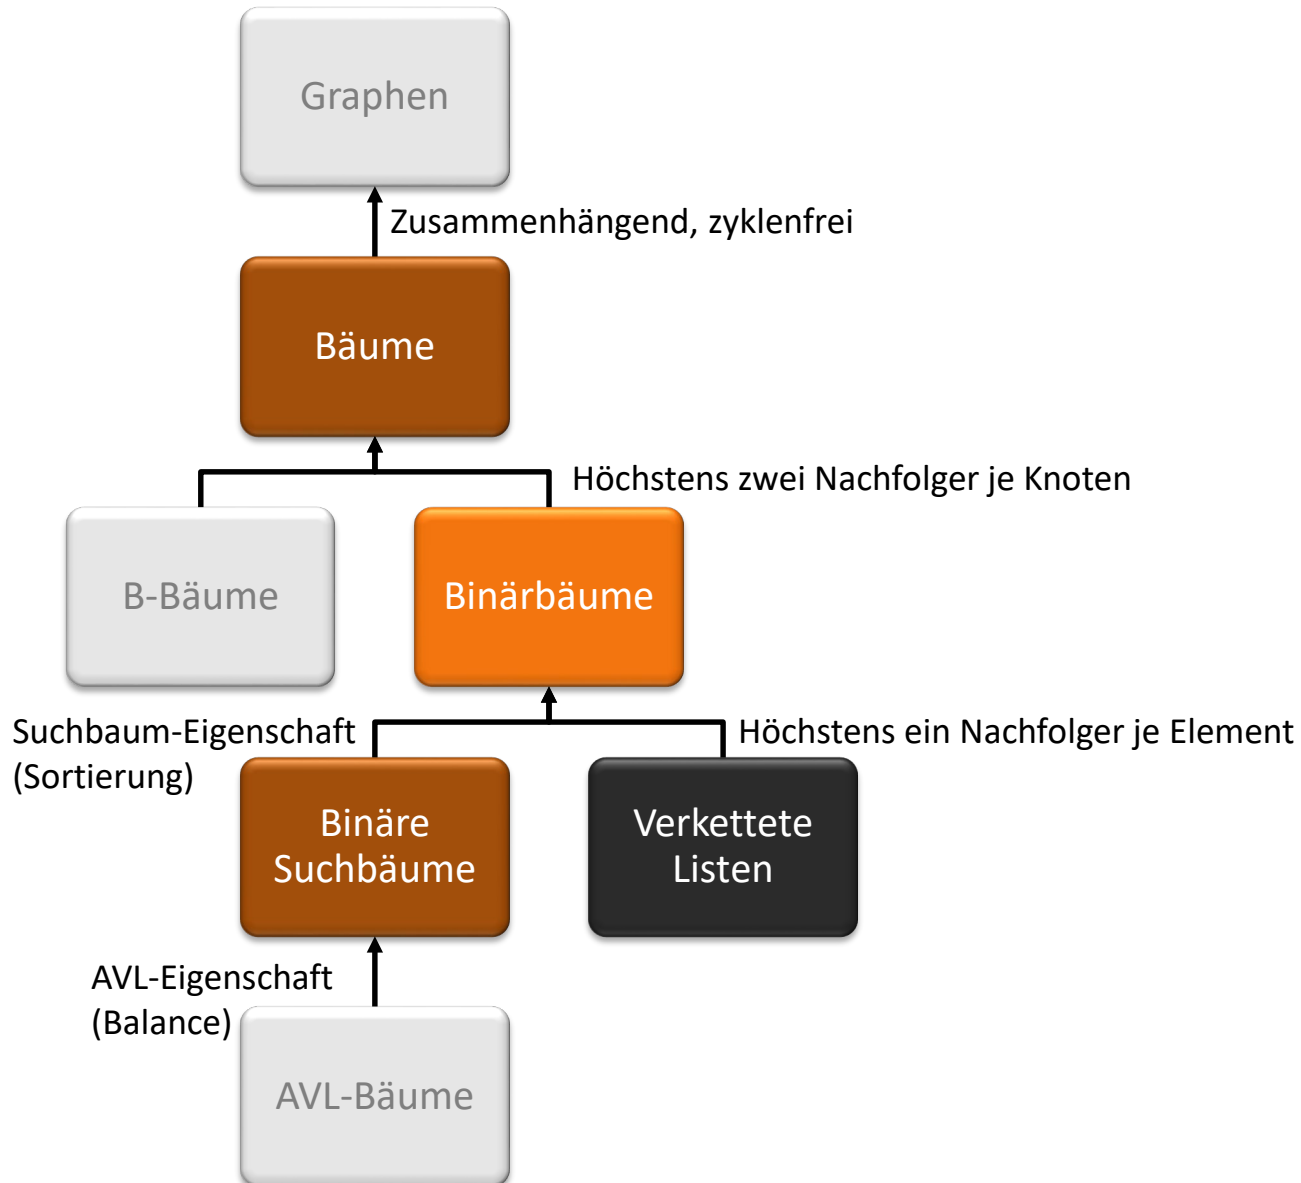 Graphen
Zusammenhängend, zyklenfrei
Bäume
Höchstens zwei Nachfolger je Knoten
B-Bäume
Binärbäume
Suchbaum-Eigenschaft
(Sortierung)
Höchstens ein Nachfolger je Element
Binäre
Suchbäume
Verkettete
Listen
AVL-Eigenschaft
(Balance)
AVL-Bäume